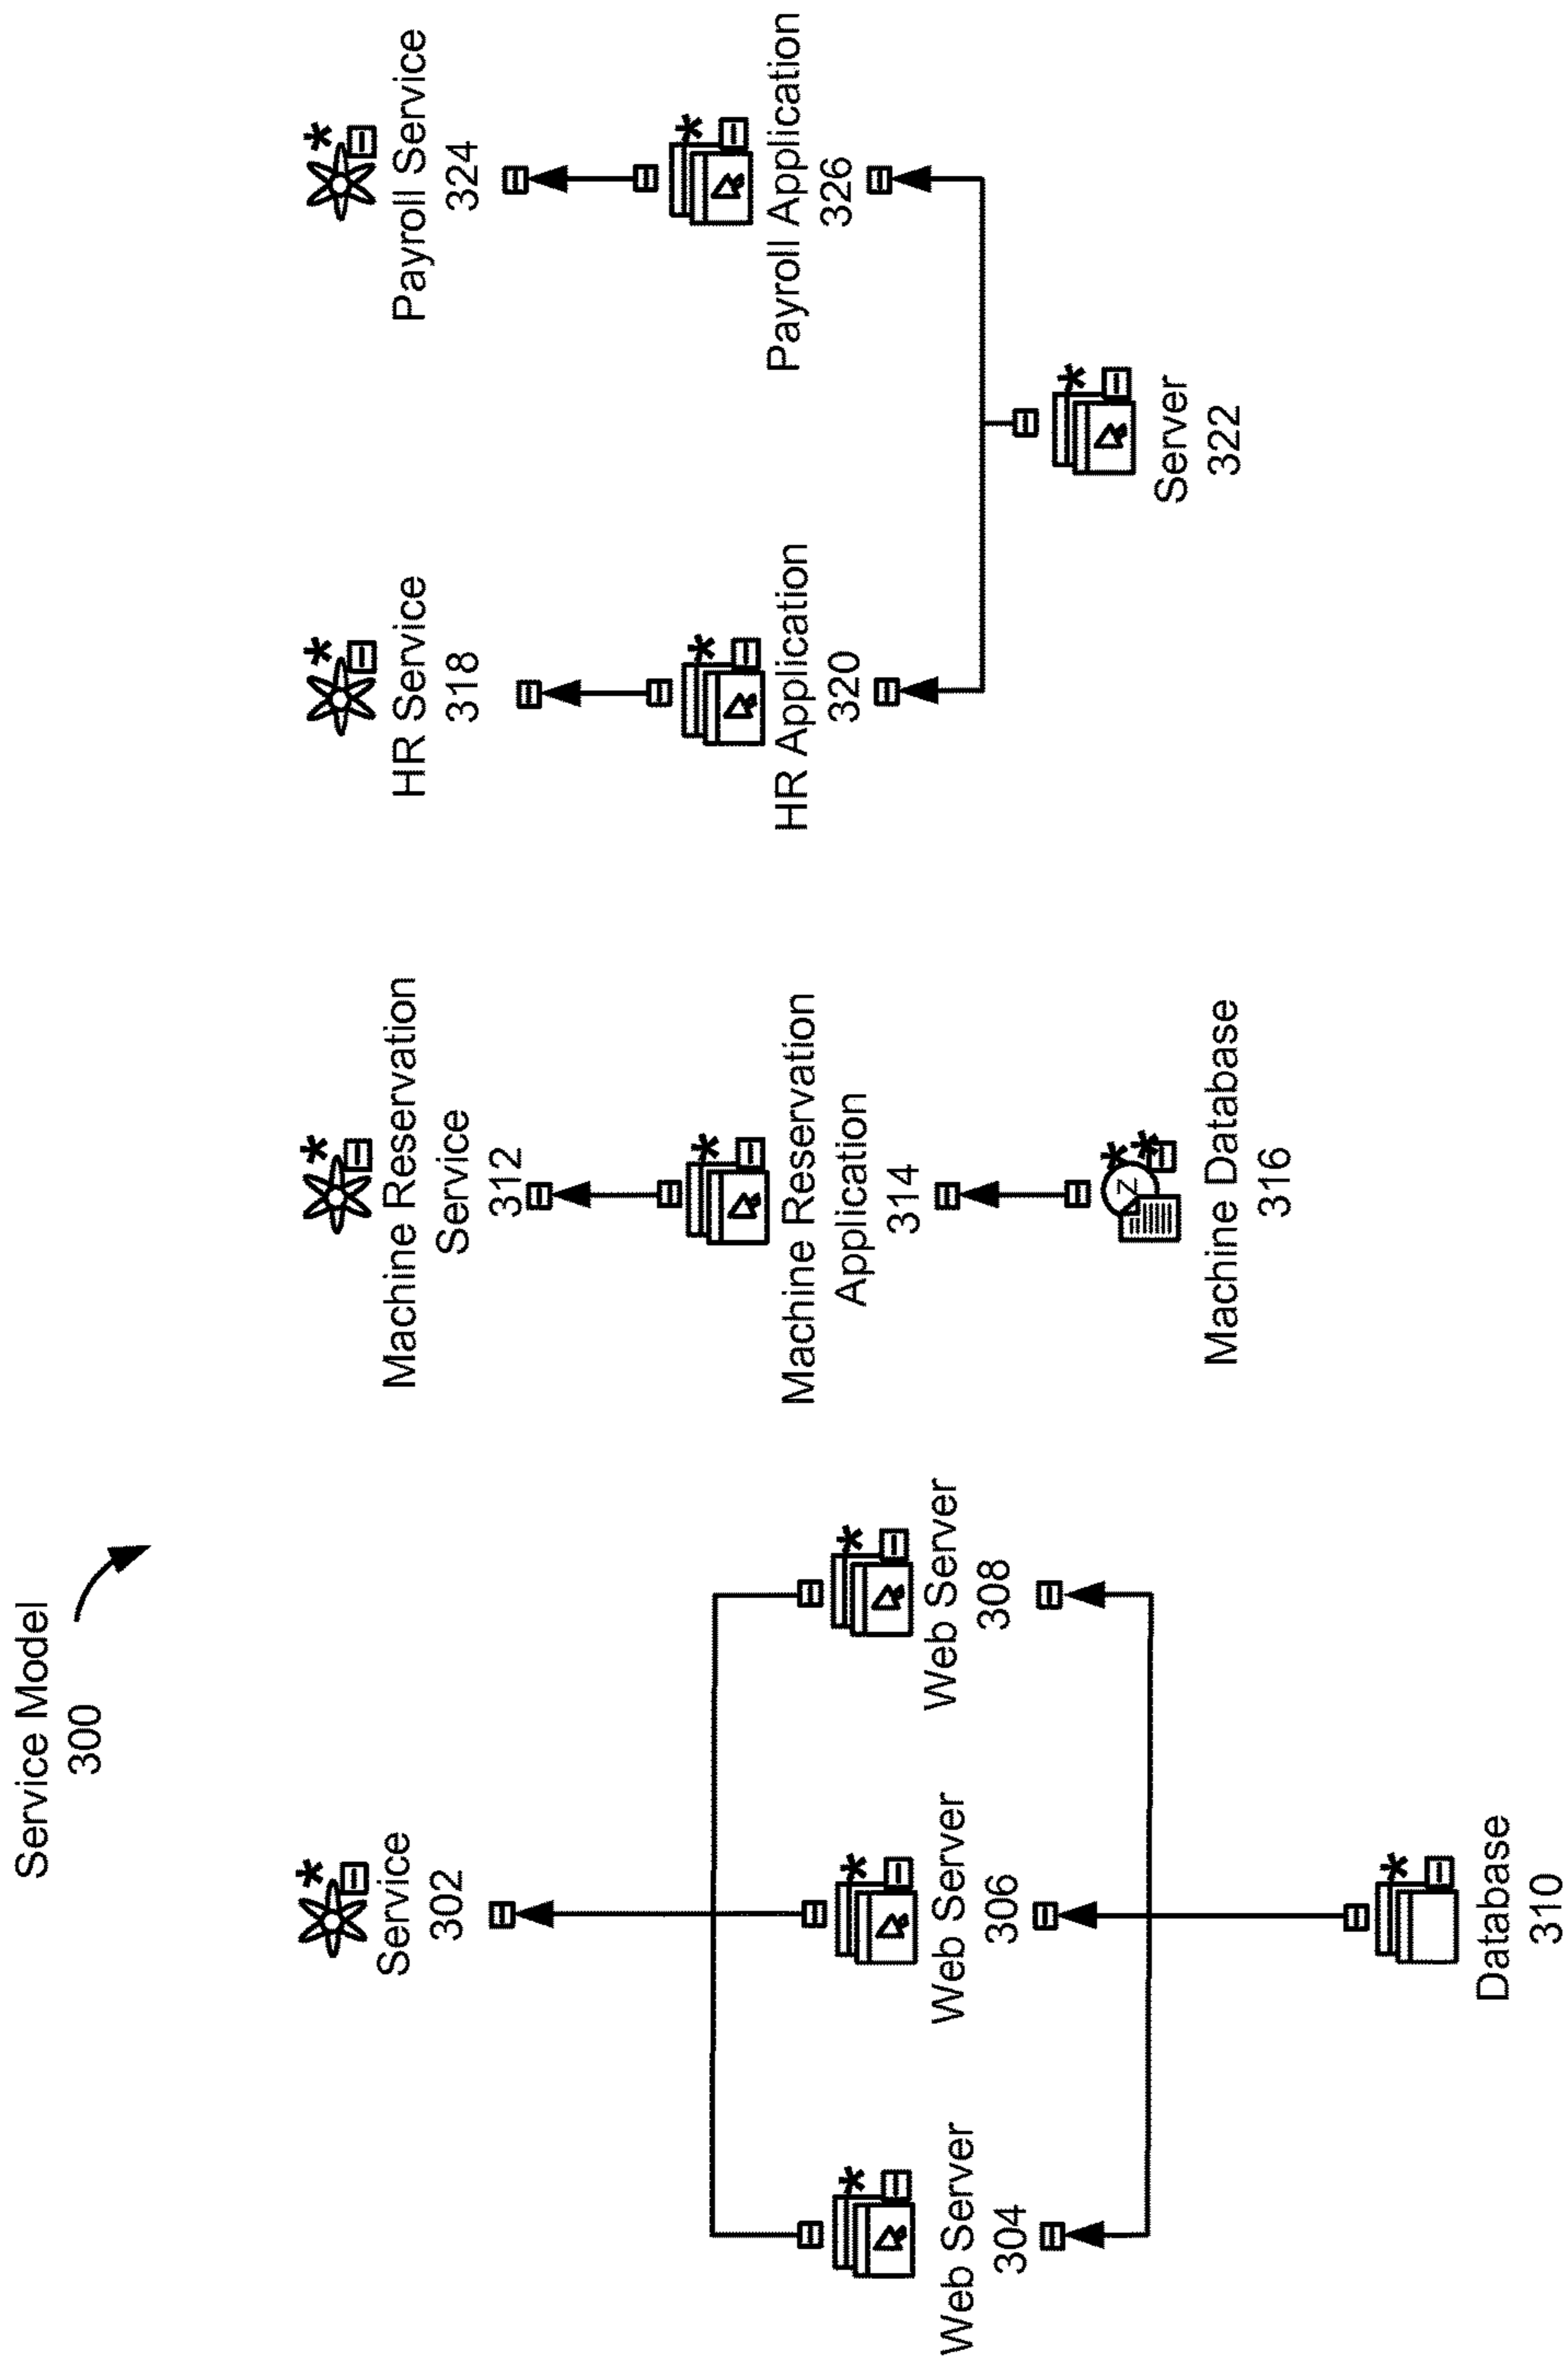 Service Model
300
Service
302
Web Server
304
Web Server
306
Web Server
308
Database
310
Machine Reservation
Service
312
Machine Reservation
Application
314
Z
Machine Database
316
HR Service
318
HR Application
320
Server
322
Payroll Service
324
Payroll Application
326